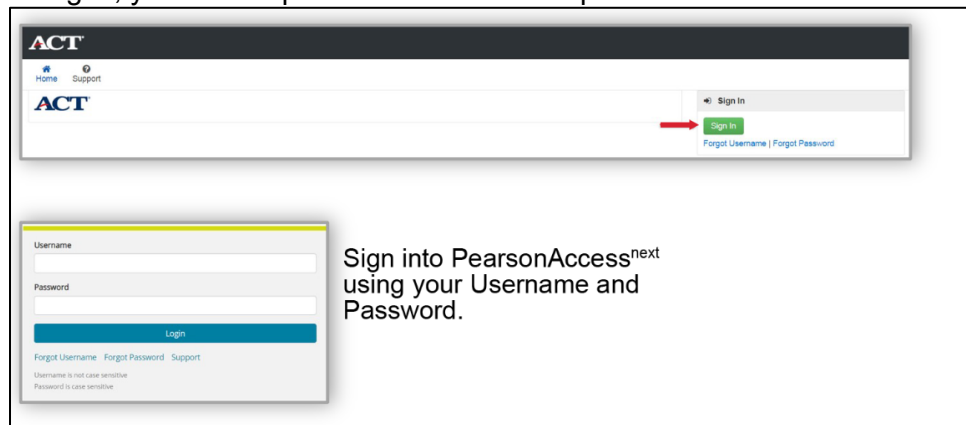 ACT
Home Support
ACT
Sign In
Sign In
Forgot Username | Forgot Password
Username
Password
Login
Forgot Username Forgot Password Support
Username is not case sensitive
Password is case sensitive
Sign into PearsonAccessnext
using your Username and
Password.